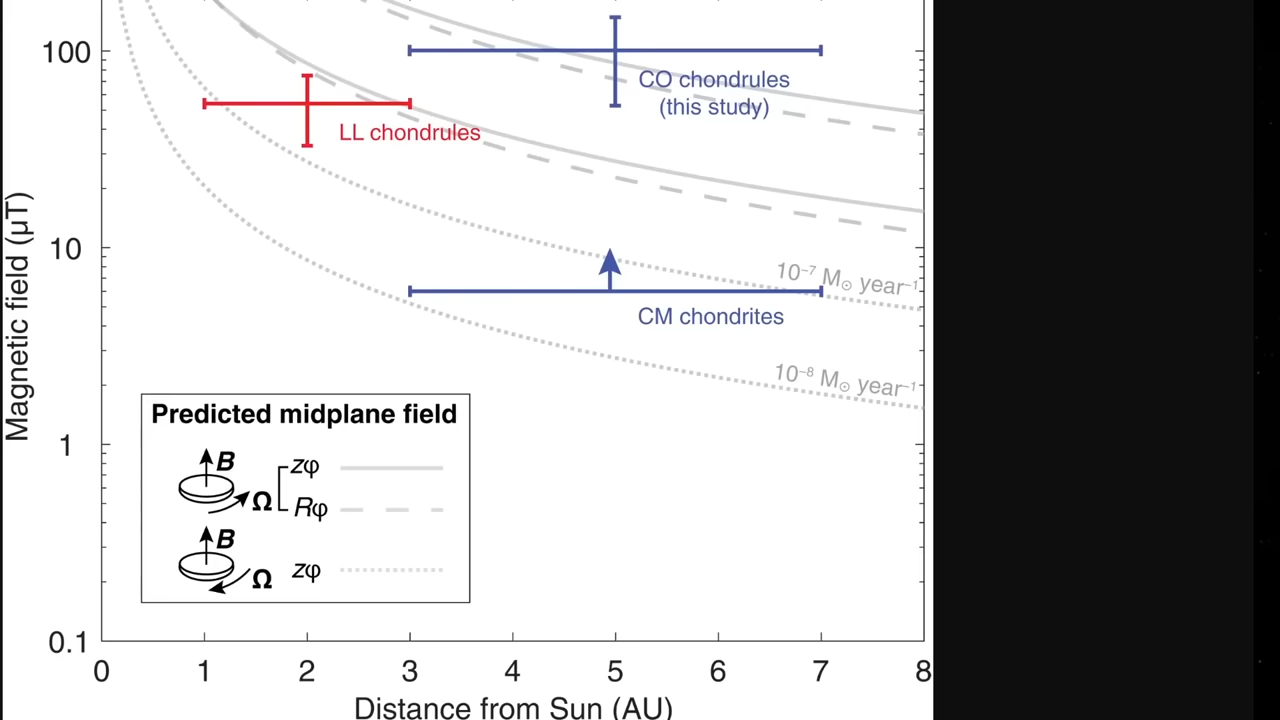 100
CO chondrules
(this study)
LL chondrules
Magnetic field (μT)
10
10⁻⁷ M☉ year⁻¹
CM chondrites
10⁻⁸ M☉ year⁻¹
Predicted midplane field
1
B
zφ
Ω
Rφ
B
Ω
zφ
0.1
0 1 2 3 4 5 6 7 8
Distance from Sun (AU)